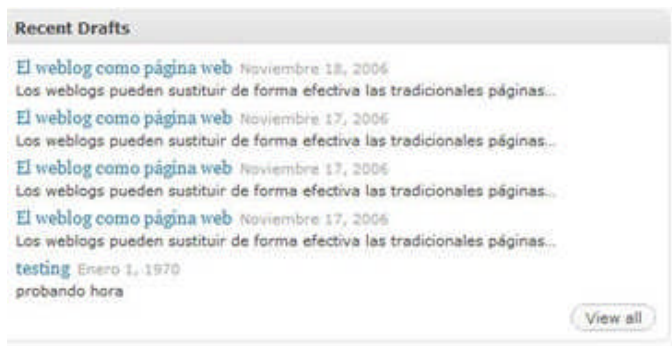 Recent Drafts
El weblog como página web Noviembre 18, 2006
Los weblogs pueden sustituir de forma efectiva las tradicionales páginas...
El weblog como página web Noviembre 17, 2006
Los weblogs pueden sustituir de forma efectiva las tradicionales páginas...
El weblog como página web Noviembre 17, 2006
Los weblogs pueden sustituir de forma efectiva las tradicionales páginas...
El weblog como página web Noviembre 17, 2006
Los weblogs pueden sustituir de forma efectiva las tradicionales páginas...
testing Enero 1, 1970
probando hora
View all